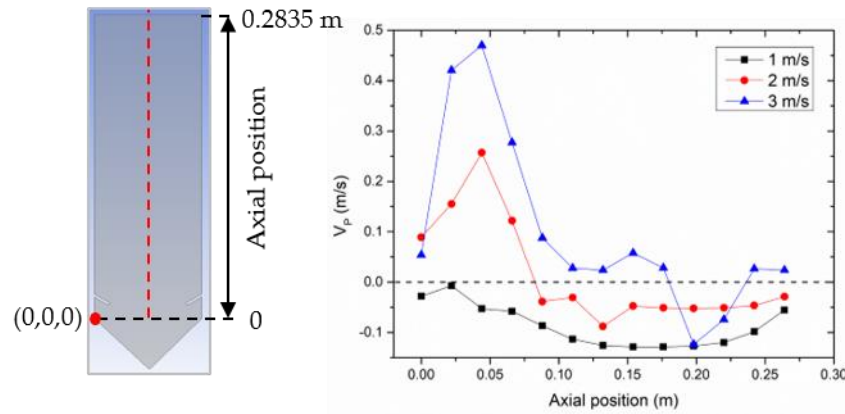 0.2835 m
Axial position
(0,0,0)
0
0.5
0.4
0.3
0.2
0.1
0.0
-0.1
V_P (m/s)
1 m/s
2 m/s
3 m/s
0.00 0.05 0.10 0.15 0.20 0.25 0.30
Axial position (m)